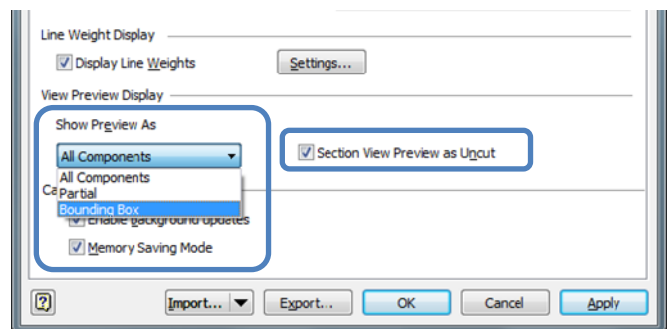 Line Weight Display
Display Line Weights
Settings...
View Preview Display
Show Preview As
All Components
Section View Preview as Uncut
All Components
Partial
Ca
Bounding Box
Enable background updates
Memory Saving Mode
Import...
Export...
OK
Cancel
Apply